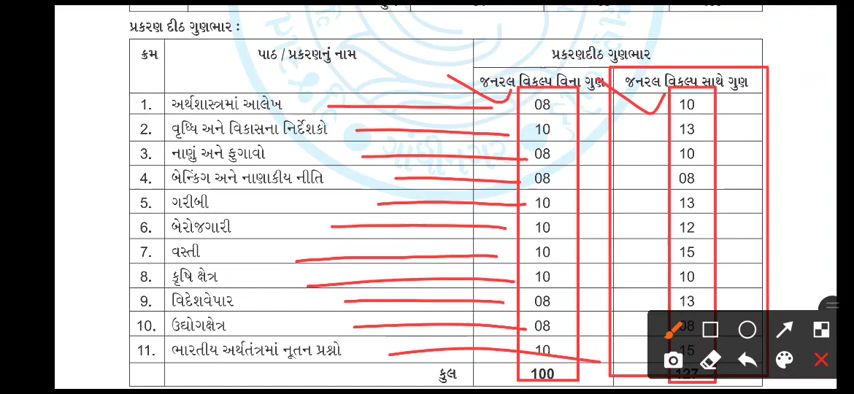 પ્રકરણ દીઠ ગુણભાર :
ક્રમ પાઠ / પ્રકરણનું નામ પ્રકરણદીઠ ગુણભાર
જનરલ વિકલ્પ વિના ગુણ જનરલ વિકલ્પ સાથે ગુણ
1. અર્થશાસ્ત્રમાં આલેખ 08 10
2. વૃધ્ધિ અને વિકાસના નિર્દેશકો 10 13
3. નાણું અને ફુગાવો 08 10
4. બેન્કિંગ અને નાણાકીય નીતિ 08 08
5. ગરીબી 10 13
6. બેરોજગારી 10 12
7. વસ્તી 10 15
8. કૃષિ ક્ષેત્ર 10 10
9. વિદેશવેપાર 08 13
10. ઉદ્યોગક્ષેત્ર 08 08
11. ભારતીય અર્થતંત્રમાં નૂતન પ્રશ્નો 10 15
કુલ 100 127